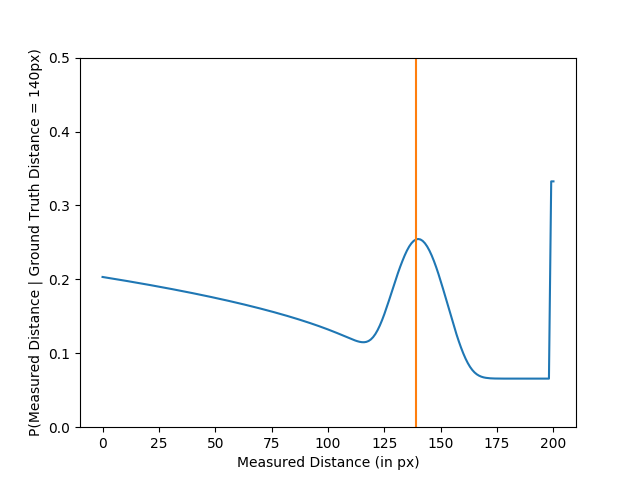 P(Measured Distance | Ground Truth Distance = 140px)
0.5
0.4
0.3
0.2
0.1
0.0
0 25 50 75 100 125 150 175 200
Measured Distance (in px)